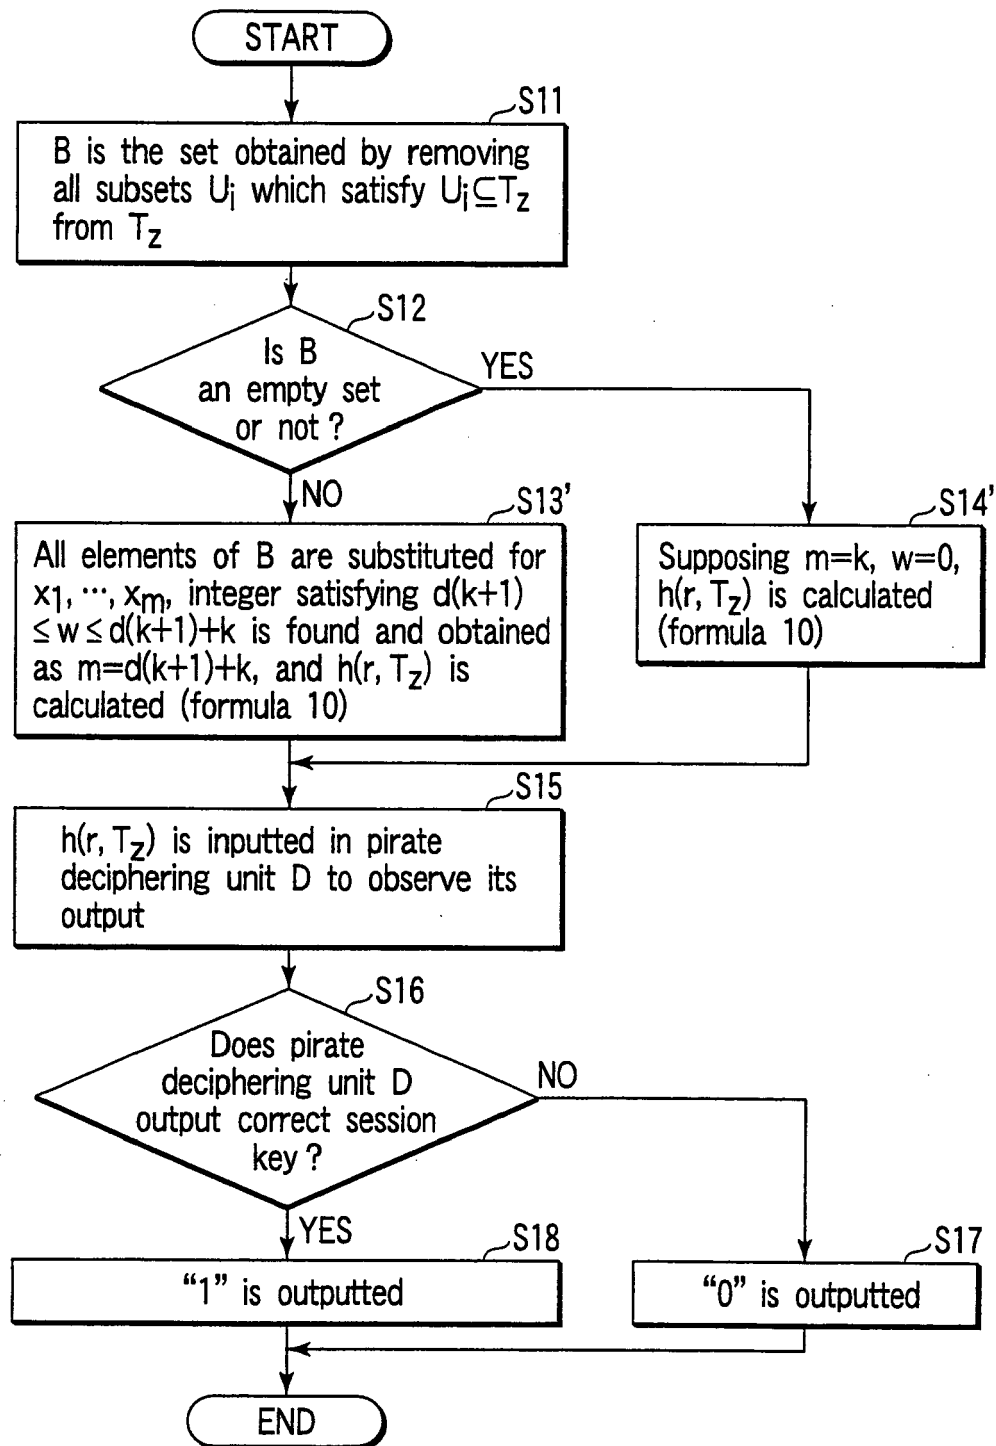 START
S11
B is the set obtained by removing
all subsets Ui which satisfy Ui⊆Tz
from Tz
S12
Is B
an empty set
or not ?
YES
NO
S13'
All elements of B are substituted for
x1, ⋯, xm, integer satisfying d(k+1)
≤w≤d(k+1)+k is found and obtained
as m=d(k+1)+k, and h(r, Tz) is
calculated (formula 10)
S14'
Supposing m=k, w=0,
h(r, Tz) is calculated
(formula 10)
S15
h(r, Tz) is inputted in pirate
deciphering unit D to observe its
output
S16
Does pirate
deciphering unit D
output correct session
key ?
NO
YES
S18
“1” is outputted
S17
“0” is outputted
END